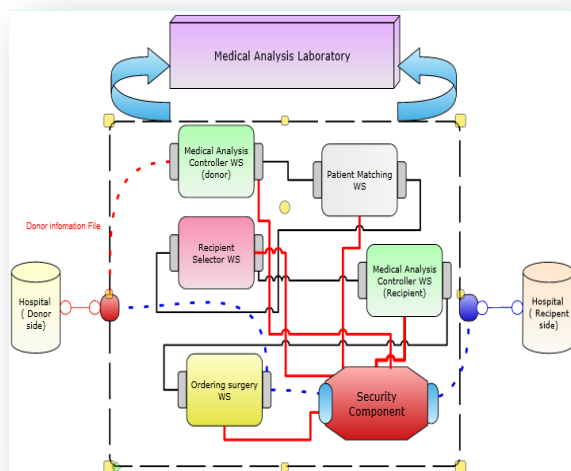 Medical Analysis Laboratory
Medical Analysis
Controller WS
(donor)
Patient Matching
WS
Donor infomation File
Recipient
Selector WS
Medical Analysis
Controller WS
(Recipient)
Hospital
( Donor
side)
Hospital
( Recipent
side)
Ordering surgery
WS
Security
Component